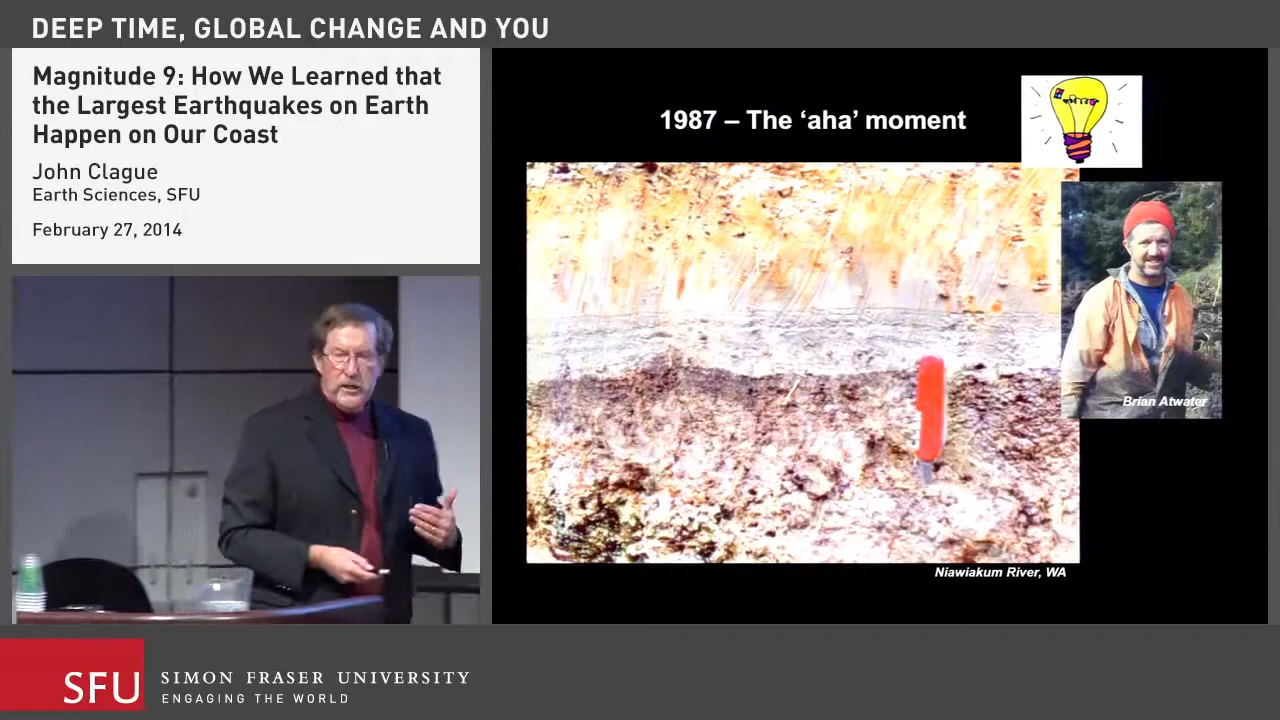 DEEP TIME, GLOBAL CHANGE AND YOU
Magnitude 9: How We Learned that
the Largest Earthquakes on Earth
Happen on Our Coast
John Clague
Earth Sciences, SFU
February 27, 2014
1987 – The ‘aha’ moment
Brian Atwater
Niawiakum River, WA
SFU
SIMON FRASER UNIVERSITY
ENGAGING THE WORLD